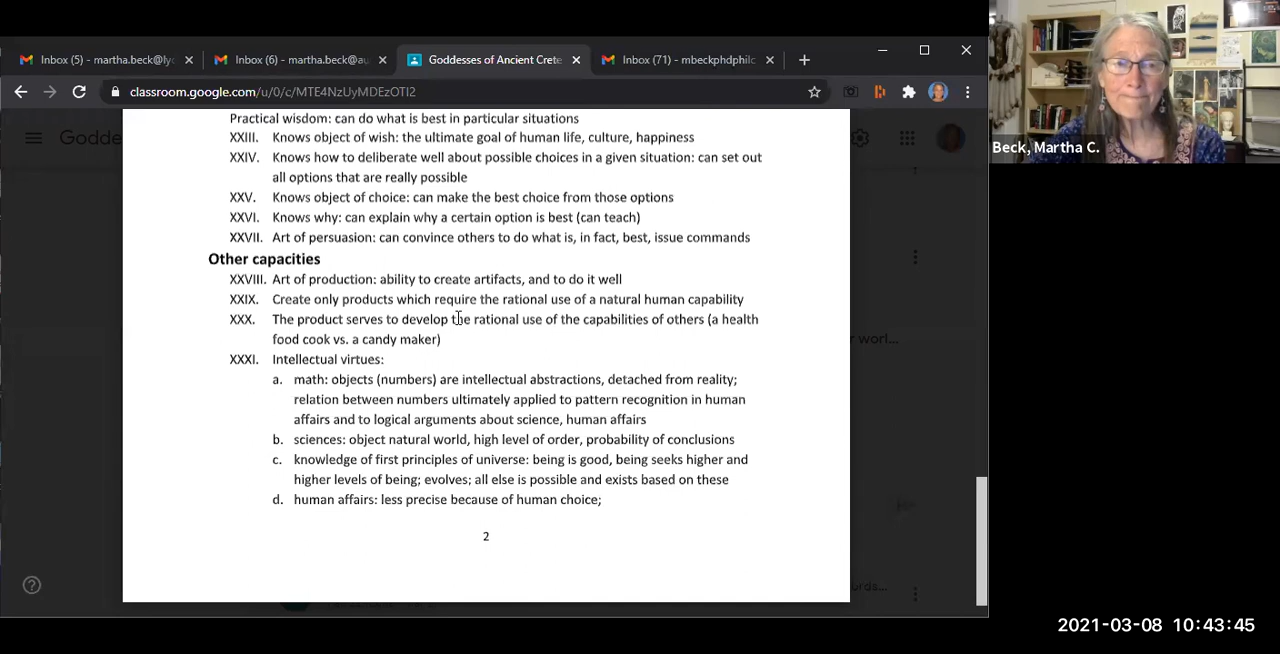 Inbox (5) - martha.beck@lyo
Inbox (6) - martha.beck@au
Goddesses of Ancient Crete
Inbox (71) - mbeckphdphilc
classroom.google.com/u/0/c/MTE4NzUyMDEzOTI2
Beck, Martha C.
Godde
Practical wisdom: can do what is best in particular situations
XXIII. Knows object of wish: the ultimate goal of human life, culture, happiness
XXIV. Knows how to deliberate well about possible choices in a given situation: can set out
all options that are really possible
XXV. Knows object of choice: can make the best choice from those options
XXVI. Knows why: can explain why a certain option is best (can teach)
XXVII. Art of persuasion: can convince others to do what is, in fact, best, issue commands
Other capacities
XXVIII. Art of production: ability to create artifacts, and to do it well
XXIX. Create only products which require the rational use of a natural human capability
XXX. The product serves to develop the rational use of the capabilities of others (a health
food cook vs. a candy maker)
worl...
XXXI. Intellectual virtues:
a. math: objects (numbers) are intellectual abstractions, detached from reality;
relation between numbers ultimately applied to pattern recognition in human
affairs and to logical arguments about science, human affairs
b. sciences: object natural world, high level of order, probability of conclusions
c. knowledge of first principles of universe: being is good, being seeks higher and
higher levels of being; evolves; all else is possible and exists based on these
d. human affairs: less precise because of human choice;
2
ords...
2021-03-08 10:43:45